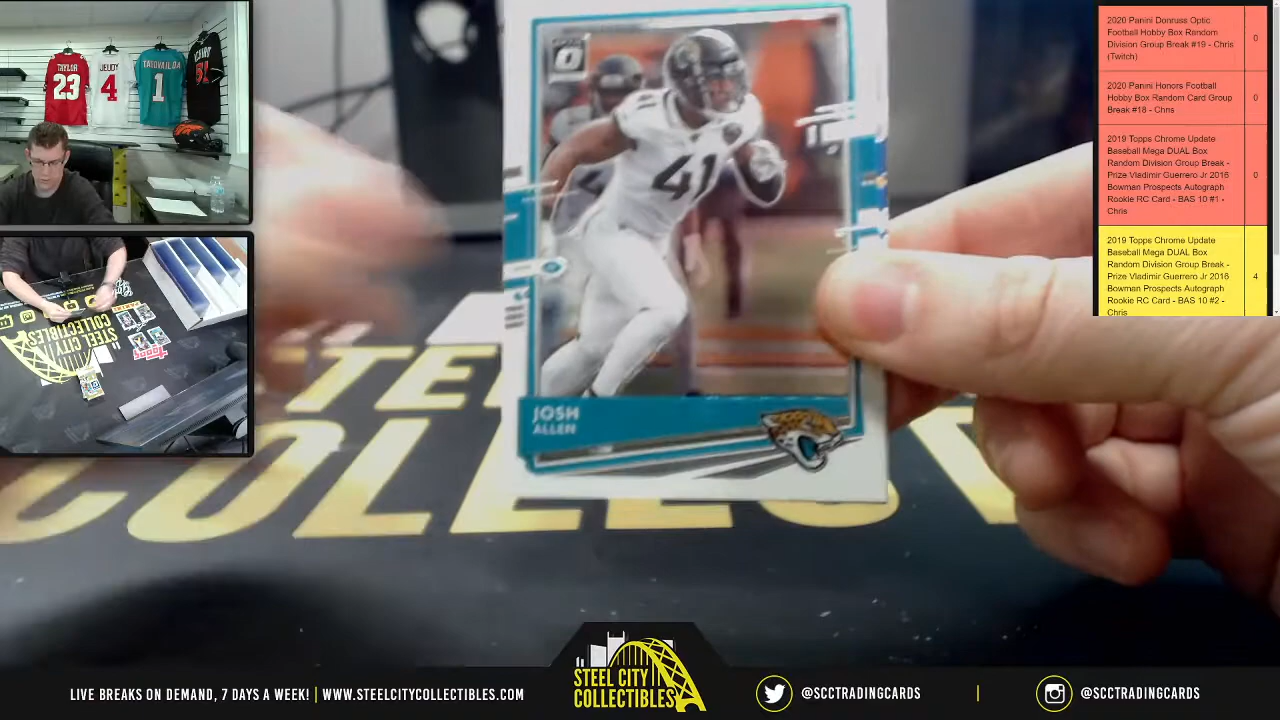 TAYLOR
23
JEUDY
4
TAGOVAILOA
1
41
41
JOSH
ALLEN
STEEL CITY
COLLECTIBLES
2020 Panini Donruss Optic
Football Hobby Box Random
Division Group Break #19 - Chris
(Twitch)
0
2020 Panini Honors Football
Hobby Box Random Card Group
Break #18 - Chris
0
2019 Topps Chrome Update
Baseball Mega DUAL Box
Random Division Group Break -
Prize Vladimir Guerrero Jr 2016
Bowman Prospects Autograph
Rookie RC Card - BAS 10 #1 -
Chris
0
2019 Topps Chrome Update
Baseball Mega DUAL Box
Random Division Group Break -
Prize Vladimir Guerrero Jr 2016
Bowman Prospects Autograph
Rookie RC Card - BAS 10 #2 -
Chris
4
LIVE BREAKS ON DEMAND, 7 DAYS A WEEK! | WWW.STEELCITYCOLLECTIBLES.COM
STEEL CITY
COLLECTIBLES
@SCCTRADINGCARDS
|
@SCCTRADINGCARDS